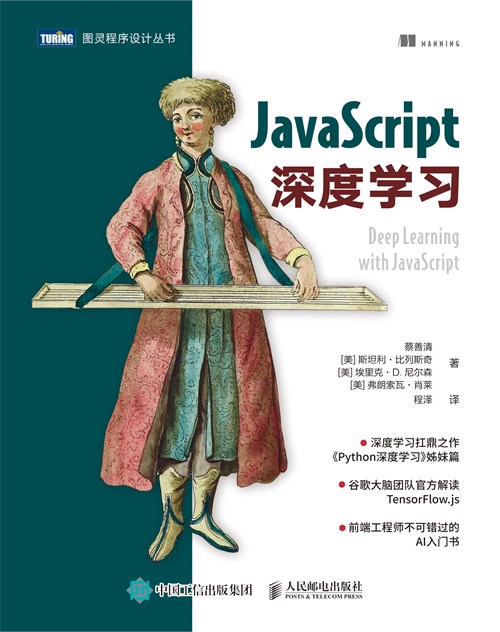 TURING 图灵程序设计丛书
MANNING
JavaScript
深度学习
Deep Learning
with JavaScript
蔡善清
[美] 斯坦利·比列斯奇
[美] 埃里克·D. 尼尔森
[美] 弗朗索瓦·肖莱
著
程泽 译
● 深度学习扛鼎之作
《Python深度学习》姊妹篇
● 谷歌大脑团队官方解读
TensorFlow.js
● 前端工程师不可错过的
AI入门书
中国工信出版集团
人民邮电出版社
POSTS & TELECOM PRESS